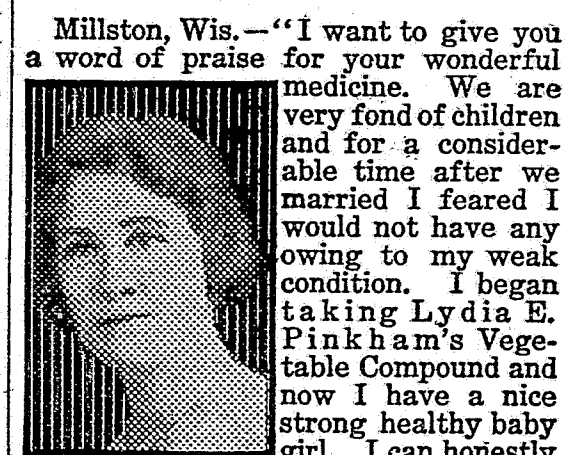 Millston, Wis.—“I want to give you
a word of praise for your wonderful
medicine. We are
very fond of children
and for a consider-
able time after we
married I feared I
would not have any
owing to my weak
condition. I began
taking Lydia E.
Pinkham's Vege-
table Compound and
now I have a nice
strong healthy baby
girl. I can honestly